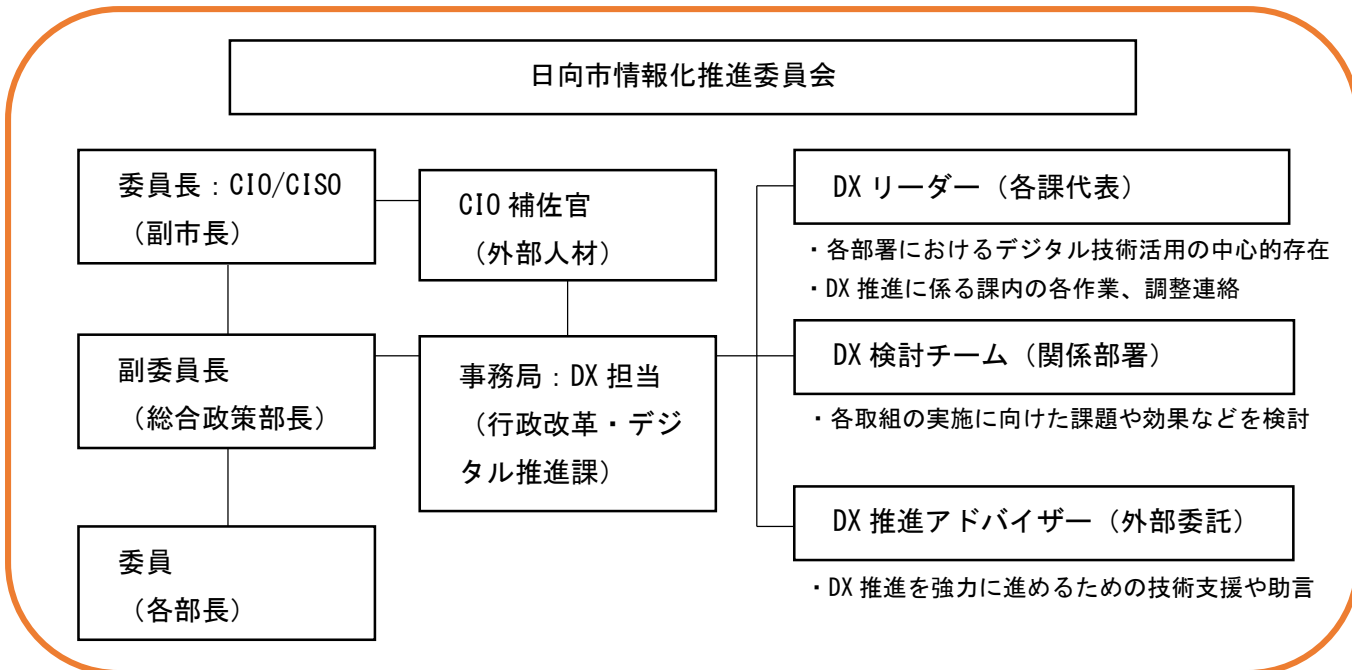 日向市情報化推進委員会
委員長：CIO/CISO
（副市長）
CIO 補佐官
（外部人材）
DX リーダー（各課代表）
・各部署におけるデジタル技術活用の中心的存在
・DX 推進に係る課内の各作業、調整連絡
副委員長
（総合政策部長）
事務局：DX 担当
（行政改革・デジ
タル推進課）
DX 検討チーム（関係部署）
・各取組の実施に向けた課題や効果などを検討
委員
（各部長）
DX 推進アドバイザー（外部委託）
・DX 推進を強力に進めるための技術支援や助言